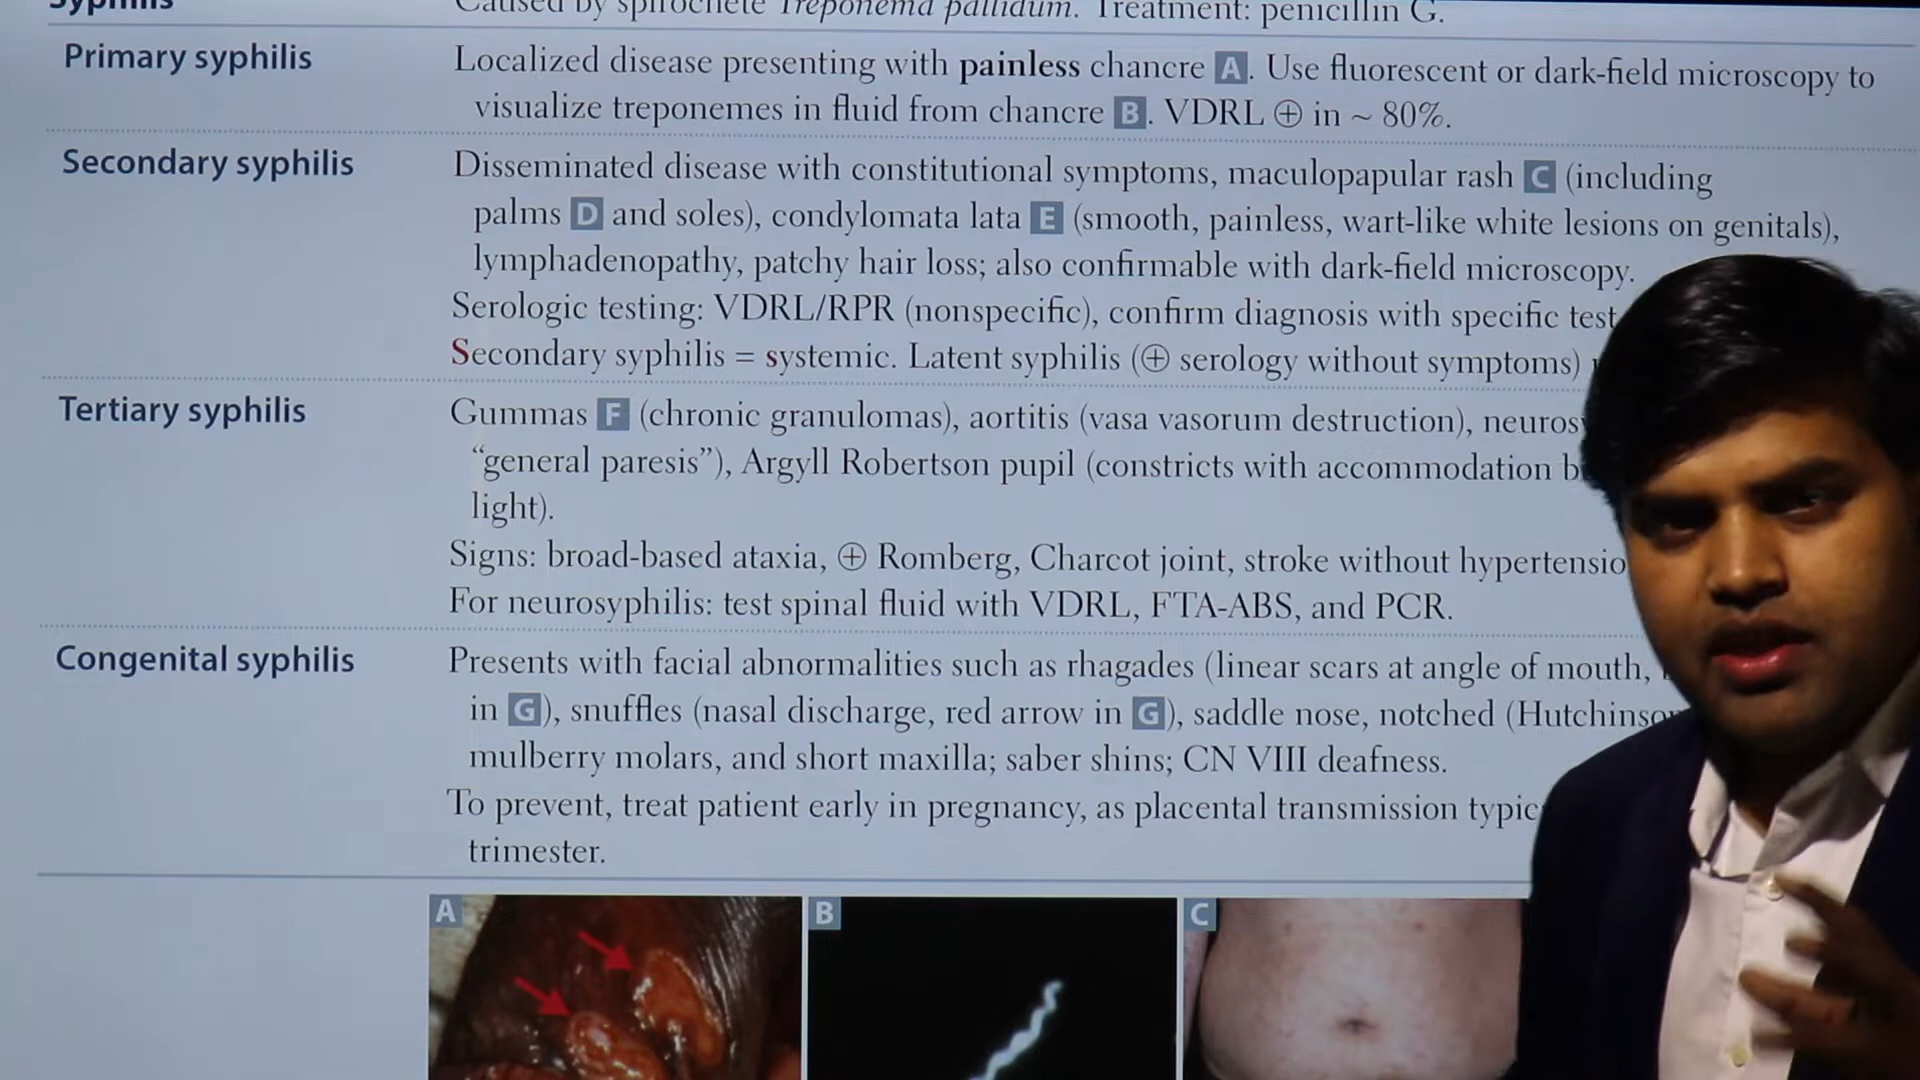 Syphilis Caused by spirochete Treponema pallidum. Treatment: penicillin G.
Primary syphilis Localized disease presenting with painless chancre A. Use fluorescent or dark-field microscopy to
visualize treponemes in fluid from chancre B. VDRL ⊕ in ~ 80%.
Secondary syphilis Disseminated disease with constitutional symptoms, maculopapular rash C (including
palms D and soles), condylomata lata E (smooth, painless, wart-like white lesions on genitals),
lymphadenopathy, patchy hair loss; also confirmable with dark-field microscopy.
Serologic testing: VDRL/RPR (nonspecific), confirm diagnosis with specific test
Secondary syphilis = systemic. Latent syphilis (⊕ serology without symptoms)
Tertiary syphilis Gummas F (chronic granulomas), aortitis (vasa vasorum destruction), neuros
“general paresis”), Argyll Robertson pupil (constricts with accommodation b
light).
Signs: broad-based ataxia, ⊕ Romberg, Charcot joint, stroke without hypertensio
For neurosyphilis: test spinal fluid with VDRL, FTA-ABS, and PCR.
Congenital syphilis Presents with facial abnormalities such as rhagades (linear scars at angle of mouth,
in G), snuffles (nasal discharge, red arrow in G), saddle nose, notched (Hutchinson
mulberry molars, and short maxilla; saber shins; CN VIII deafness.
To prevent, treat patient early in pregnancy, as placental transmission typic
trimester.
A B C